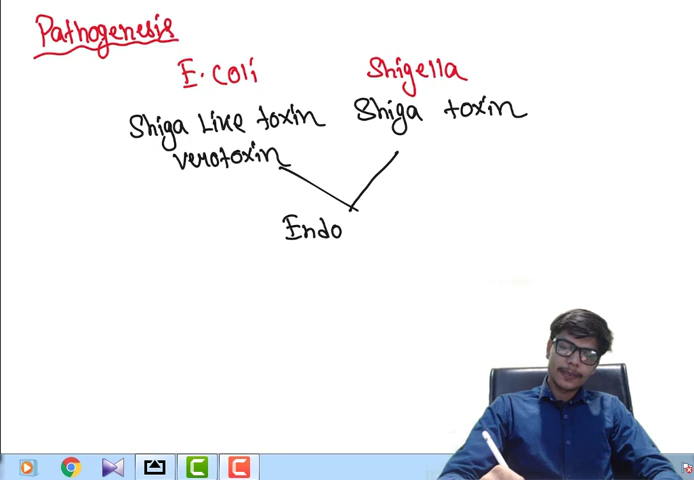 Pathogenesis
E. Coli Shigella
Shiga Like toxin Shiga toxin
verotoxin
Endo